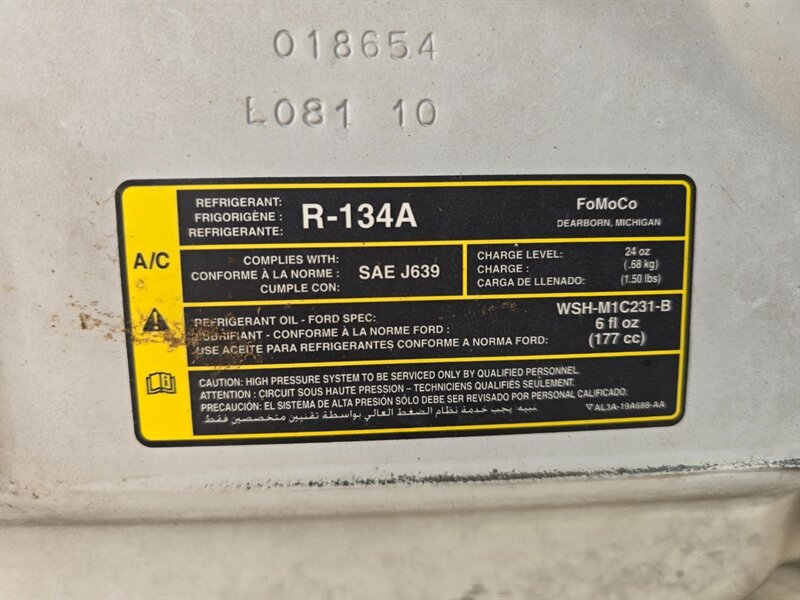 018654
L081 10
A/C
REFRIGERANT:
FRIGORIGÈNE :
REFRIGERANTE:
R-134A
FoMoCo
DEARBORN, MICHIGAN
COMPLIES WITH:
CONFORME À LA NORME :
CUMPLE CON:
SAE J639
CHARGE LEVEL: 24 oz
CHARGE : (.68 kg)
CARGA DE LLENADO: (1.50 lbs)
REFRIGERANT OIL - FORD SPEC:
LUBRIFIANT - CONFORME À LA NORME FORD :
USE ACEITE PARA REFRIGERANTES CONFORME A NORMA FORD:
WSH-M1C231-B
6 fl oz
(177 cc)
CAUTION: HIGH PRESSURE SYSTEM TO BE SERVICED ONLY BY QUALIFIED PERSONNEL.
ATTENTION : CIRCUIT SOUS HAUTE PRESSION – TECHNICIENS QUALIFIÉS SEULEMENT.
PRECAUCIÓN: EL SISTEMA DE ALTA PRESIÓN SÓLO DEBE SER REVISADO POR PERSONAL CALIFICADO.
تنبيه: يجب خدمة نظام الضغط العالي بواسطة تقنيين متخصصين فقط.
AL3A-19A688-AA